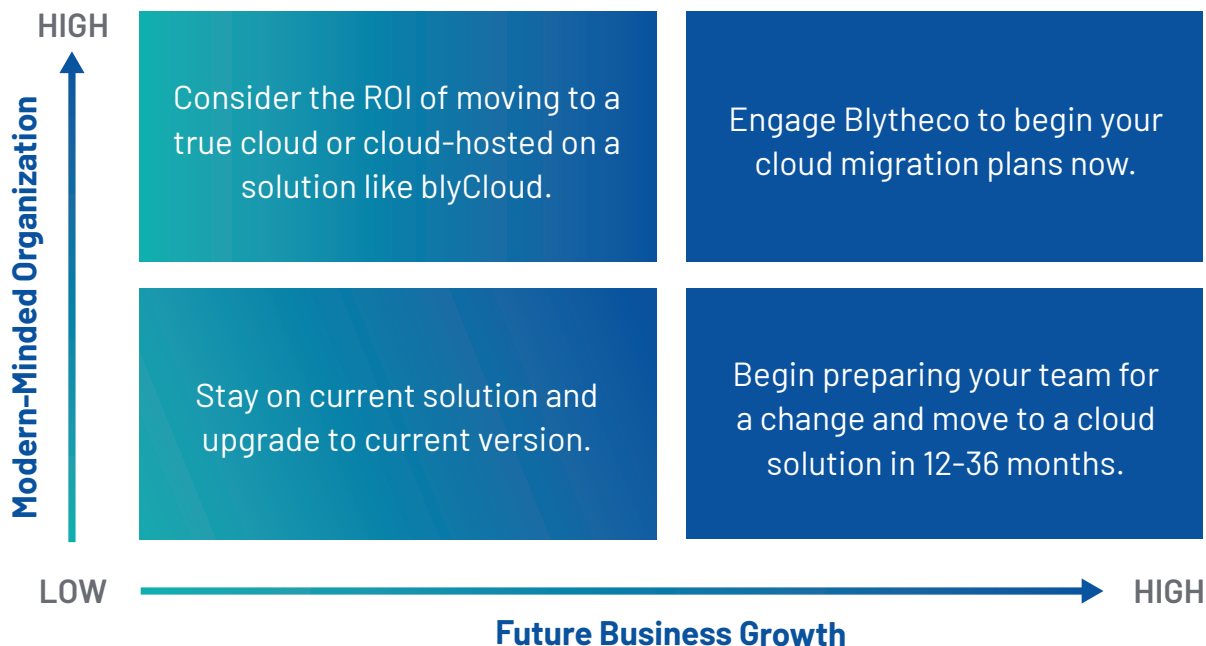 HIGH
Modern-Minded Organization
Consider the ROI of moving to a
true cloud or cloud-hosted on a
solution like blyCloud.
Engage Blytheco to begin your
cloud migration plans now.
Stay on current solution and
upgrade to current version.
Begin preparing your team for
a change and move to a cloud
solution in 12-36 months.
LOW
HIGH
Future Business Growth